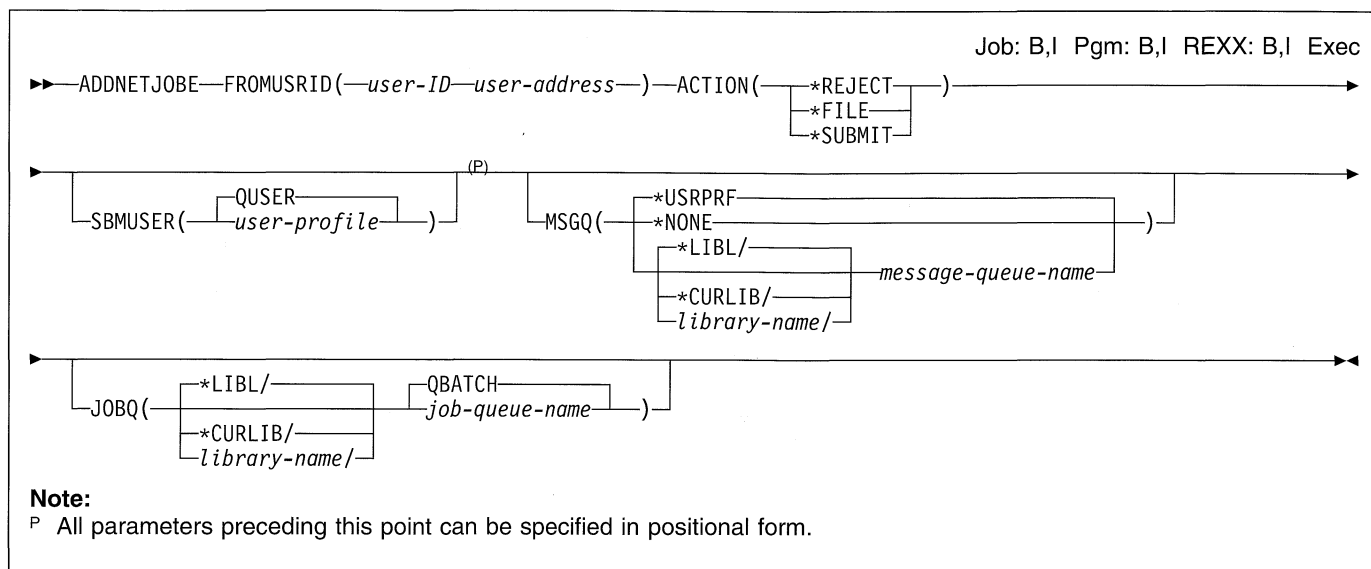 Job: B,I Pgm: B,I REXX: B,I Exec
ADDNETJOBE FROMUSRID( user-ID user-address ) ACTION( *REJECT )
*FILE
*SUBMIT
(P)
SBMUSER( QUSER )
user-profile
MSGQ( *USRPRF )
*NONE
*LIBL/
message-queue-name
*CURLIB/
library-name/
JOBQ( *LIBL/ QBATCH )
job-queue-name
*CURLIB/
library-name/
Note:
P All parameters preceding this point can be specified in positional form.